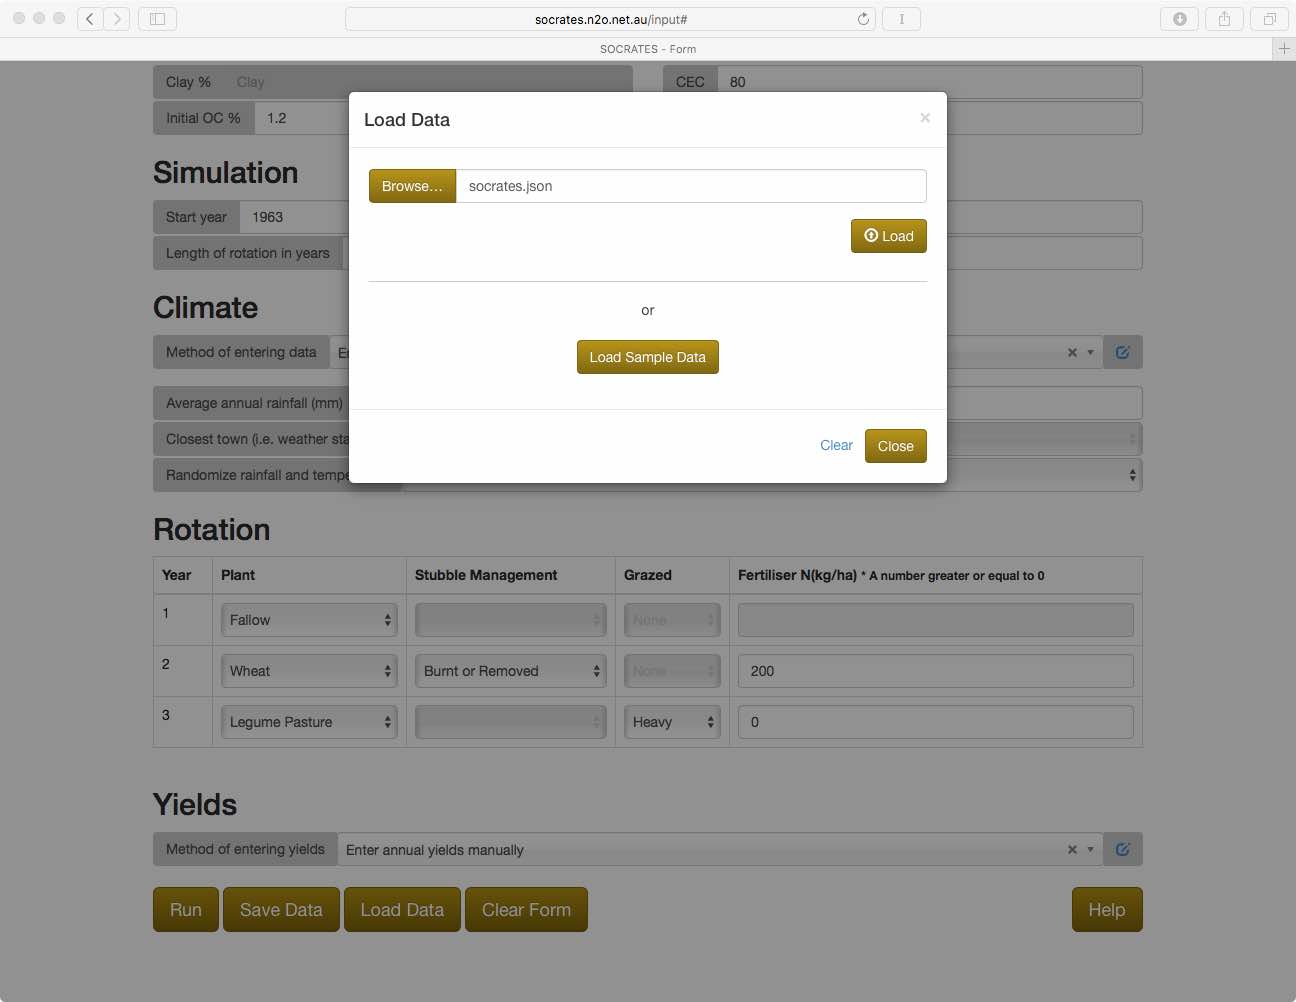 socrates.n2o.net.au/input#
SOCRATES - Form
Clay % Clay CEC 80
Initial OC % 1.2
Load Data ×
Browse... socrates.json
Load
or
Load Sample Data
Clear Close
Simulation
Start year 1963
Length of rotation in years
Climate
Method of entering data
Average annual rainfall (mm)
Closest town (i.e. weather sta
Randomize rainfall and tempe
Rotation
Year Plant Stubble Management Grazed Fertiliser N(kg/ha) * A number greater or equal to 0
1 Fallow None
2 Wheat Burnt or Removed None 200
3 Legume Pasture Heavy 0
Yields
Method of entering yields Enter annual yields manually
Run Save Data Load Data Clear Form Help